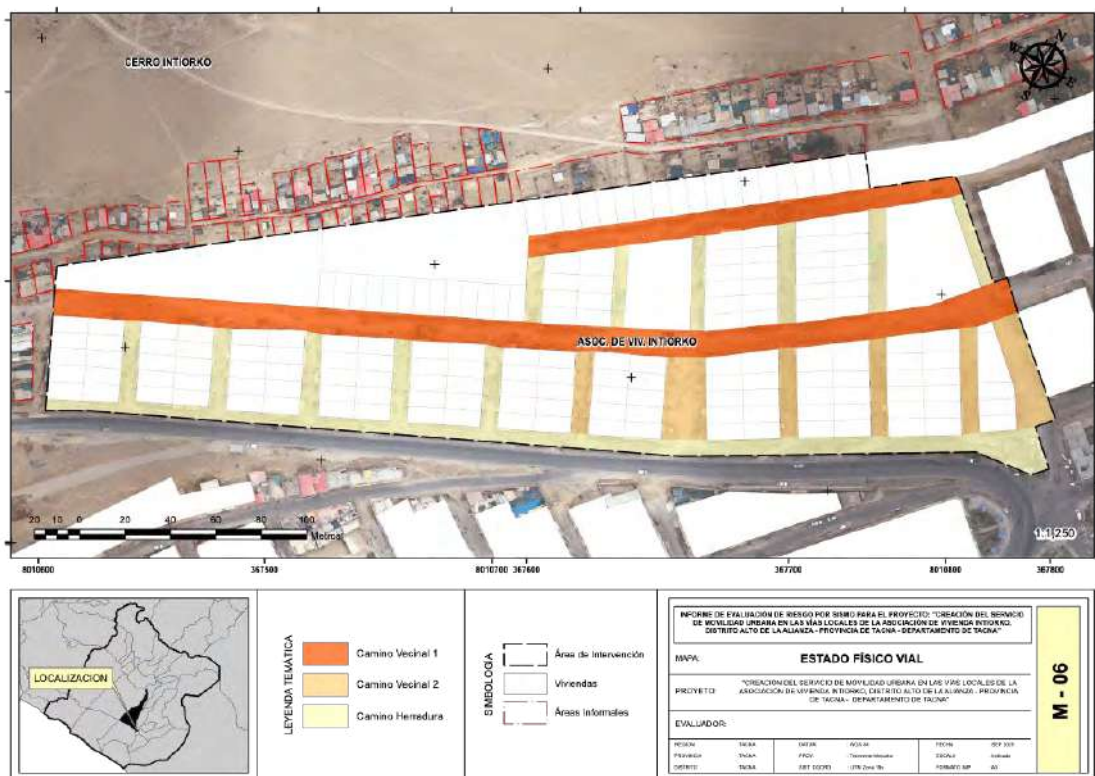 CERRO INTIORKO
N
ASOC. DE VIV. INTIORKO
20 10 0 20 40 60 80 100
Metros
1:1,250
8010600 367500 8010700 367600 367700 8010800 367800
LOCALIZACION
LEYENDA TEMÁTICA
Camino Vecinal 1
Camino Vecinal 2
Camino Herradura
SIMBOLOGÍA
Área de Intervención
Viviendas
Áreas Informales
INFORME DE EVALUACIÓN DE RIESGO POR SISMO PARA EL PROYECTO: "CREACIÓN DEL SERVICIO
DE MOVILIDAD URBANA EN LAS VÍAS LOCALES DE LA ASOCIACIÓN DE VIVIENDA INTIORKO,
DISTRITO ALTO DE LA ALIANZA - PROVINCIA DE TACNA - DEPARTAMENTO DE TACNA"
MAPA: ESTADO FÍSICO VIAL
PROYETO: "CREACIÓN DEL SERVICIO DE MOVILIDAD URBANA EN LAS VÍAS LOCALES DE LA
ASOCIACIÓN DE VIVIENDA INTIORKO, DISTRITO ALTO DE LA ALIANZA - PROVINCIA
DE TACNA - DEPARTAMENTO DE TACNA"
EVALUADOR:
REGION TACNA DATUM FECHA
PROVINCIA TACNA ESCALA
DISTRITO TACNA
M - 06